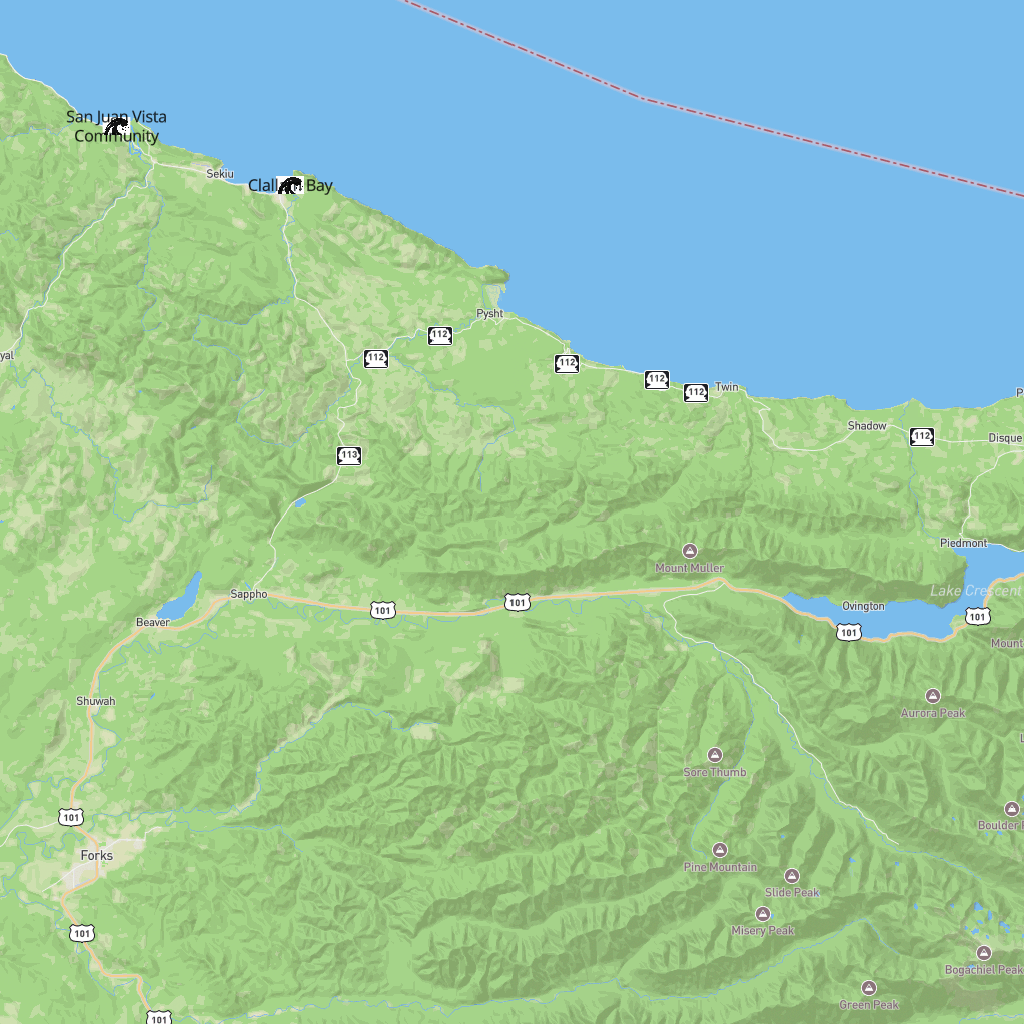 San Juan Vista
Community
Sekiu
Clallam Bay
Pysht
112
112
yal
112
112
112
Twin
P
Shadow
112
Disque
113
Piedmont
Mount Muller
Lake Crescent
Sappho
101
101
Ovington
101
101
Beaver
Mount
Shuwah
Aurora Peak
L
Sore Thumb
101
Boulder P
Forks
Pine Mountain
Slide Peak
Misery Peak
101
Bogachiel Peak
Green Peak
101